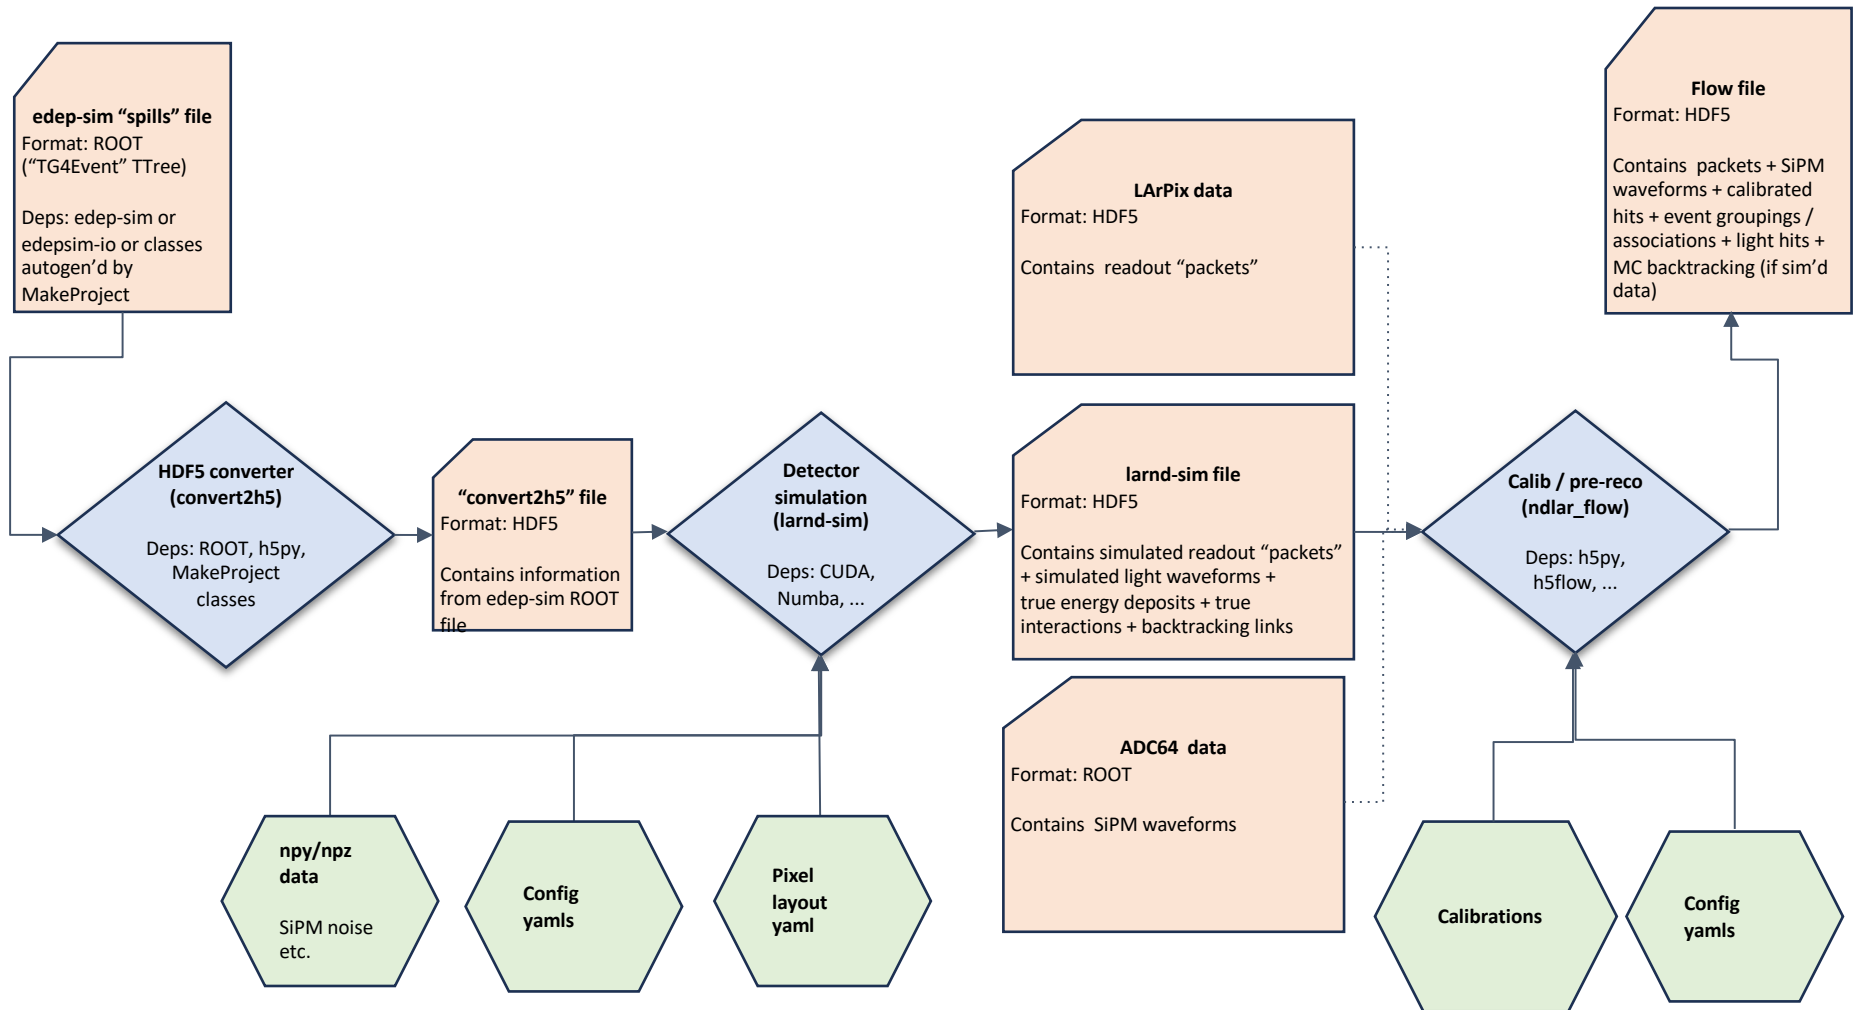 edep-sim “spills” file
Format: ROOT
(“TG4Event” TTree)
Deps: edep-sim or
edepsim-io or classes
autogen’d by
MakeProject
HDF5 converter
(convert2h5)
Deps: ROOT, h5py,
MakeProject
classes
“convert2h5” file
Format: HDF5
Contains information
from edep-sim ROOT
file
Detector
simulation
(larnd-sim)
Deps: CUDA,
Numba, ...
npy/npz
data
SiPM noise
etc.
Config
yamls
Pixel
layout
yaml
LArPix data
Format: HDF5
Contains readout “packets”
larnd-sim file
Format: HDF5
Contains simulated readout “packets”
+ simulated light waveforms +
true energy deposits + true
interactions + backtracking links
ADC64 data
Format: ROOT
Contains SiPM waveforms
Calib / pre-reco
(ndlar_flow)
Deps: h5py,
h5flow, ...
Calibrations
Config
yamls
Flow file
Format: HDF5
Contains packets + SiPM
waveforms + calibrated
hits + event groupings /
associations + light hits +
MC backtracking (if sim’d
data)